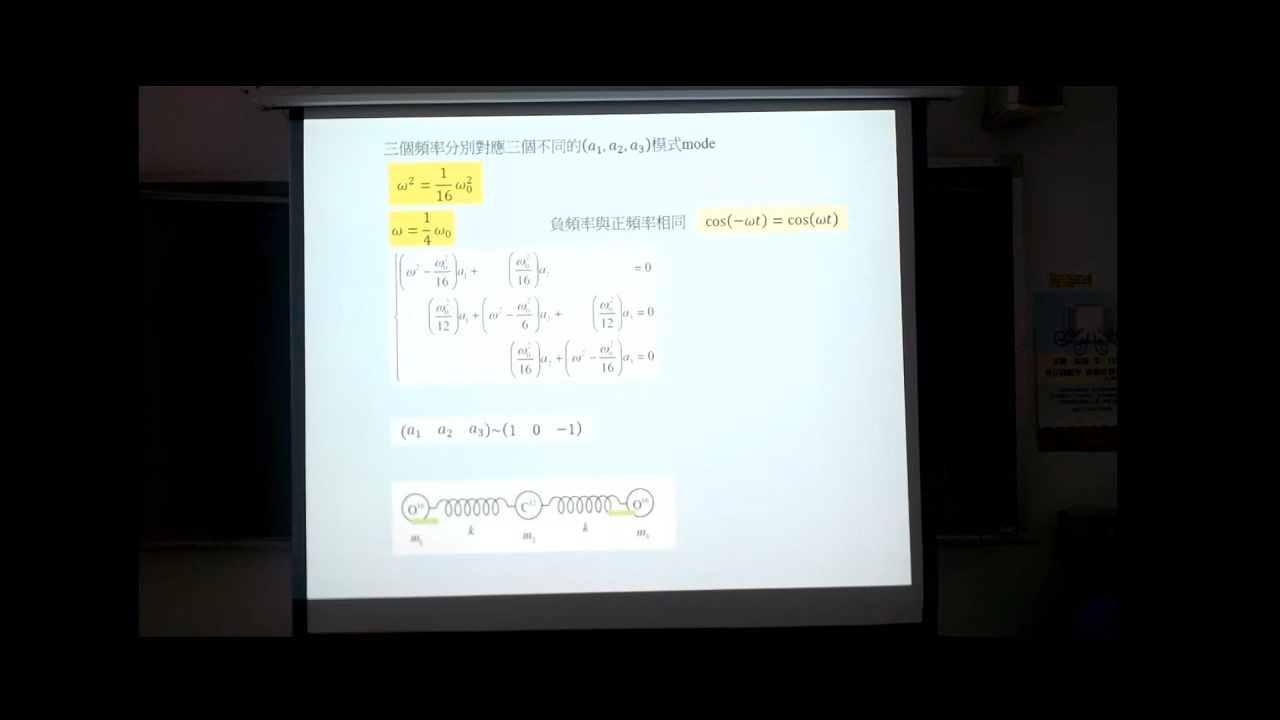 三個頻率分別對應三個不同的(a₁, a₂, a₃)模式mode
ω² = 1/16 ω₀²
ω = 1/4 ω₀
負頻率與正頻率相同 cos(−ωt) = cos(ωt)
(ω² − ω₀²/16)a₁ + (ω₀²/16)a₂ = 0
(ω₀²/12)a₁ + (ω² − ω₀²/6)a₂ + (ω₀²/12)a₃ = 0
(ω₀²/16)a₂ + (ω² − ω₀²/16)a₃ = 0
(a₁ a₂ a₃)~(1 0 −1)
O¹⁶ C¹² O¹⁶
m₁ k m₂ k m₃